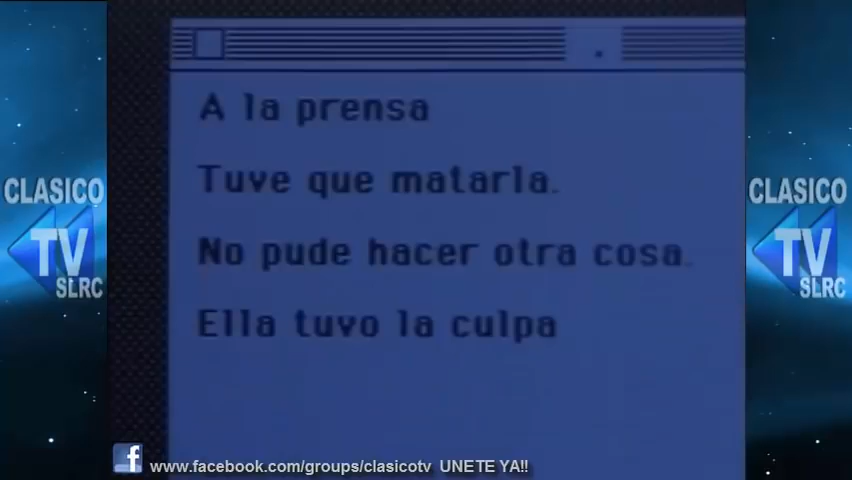 A la prensa
Tuve que matarla.
No pude hacer otra cosa.
Ella tuvo la culpa
CLASICO
TV
SLRC
CLASICO
TV
SLRC
f
www.facebook.com/groups/clasicotv UNETE YA!!